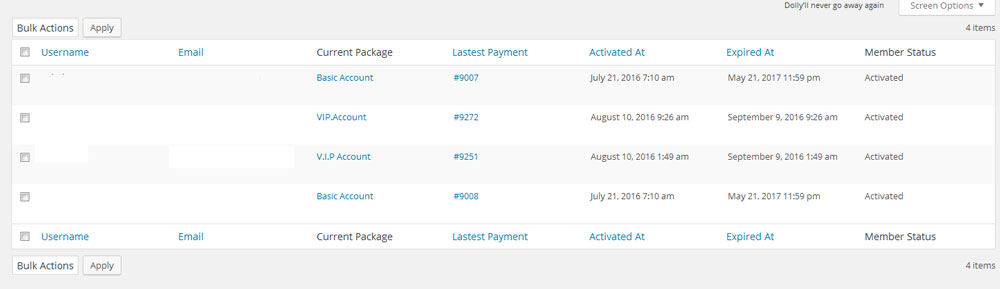 Dolly'll never go away again
Screen Options ▼
Bulk Actions Apply 4 items
Username Email Current Package Lastest Payment Activated At Expired At Member Status
Basic Account #9007 July 21, 2016 7:10 am May 21, 2017 11:59 pm Activated
VIP.Account #9272 August 10, 2016 9:26 am September 9, 2016 9:26 am Activated
V.I.P Account #9251 August 10, 2016 1:49 am September 9, 2016 1:49 am Activated
Basic Account #9008 July 21, 2016 7:10 am May 21, 2017 11:59 pm Activated
Username Email Current Package Lastest Payment Activated At Expired At Member Status
Bulk Actions Apply 4 items